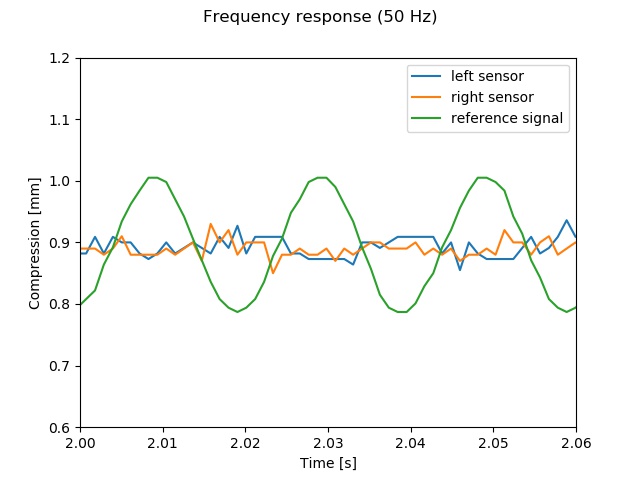 Frequency response (50 Hz)
1.2
1.1
1.0
0.9
0.8
0.7
0.6
Compression [mm]
left sensor
right sensor
reference signal
2.00 2.01 2.02 2.03 2.04 2.05 2.06
Time [s]